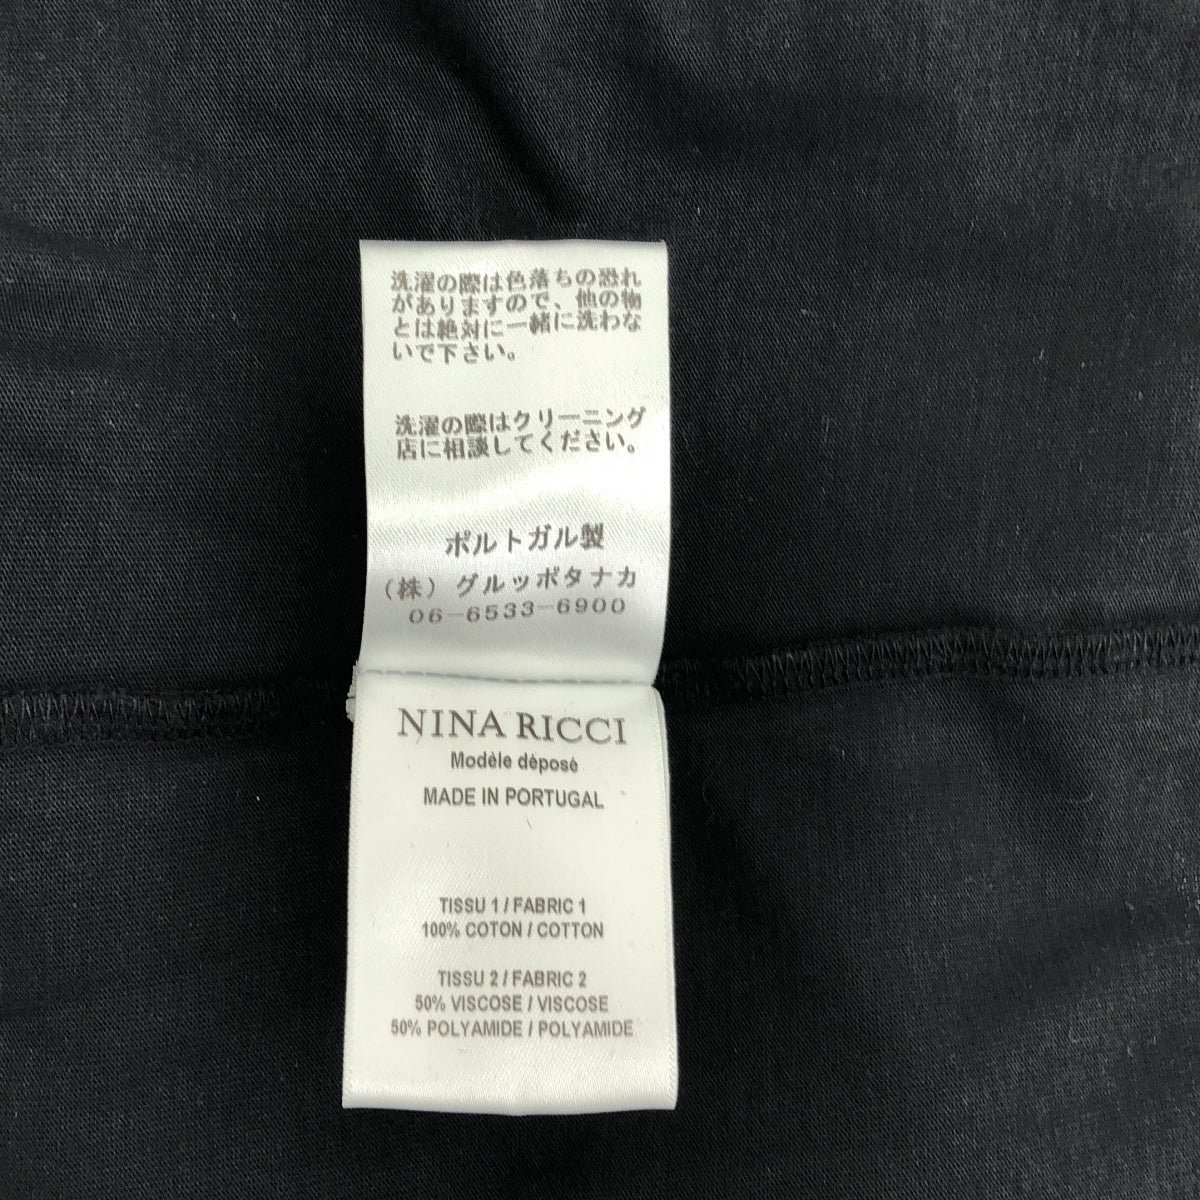 洗濯の際は色落ちの恐れ
がありますので、他の物
とは絶対に一緒に洗わな
いで下さい。
洗濯の際はクリーニング
店に相談してください。
ポルトガル製
（株）グルッポタナカ
06-6533-6900
NINA RICCI
Modèle déposé
MADE IN PORTUGAL
TISSU 1 / FABRIC 1
100% COTON / COTTON
TISSU 2 / FABRIC 2
50% VISCOSE / VISCOSE
50% POLYAMIDE / POLYAMIDE